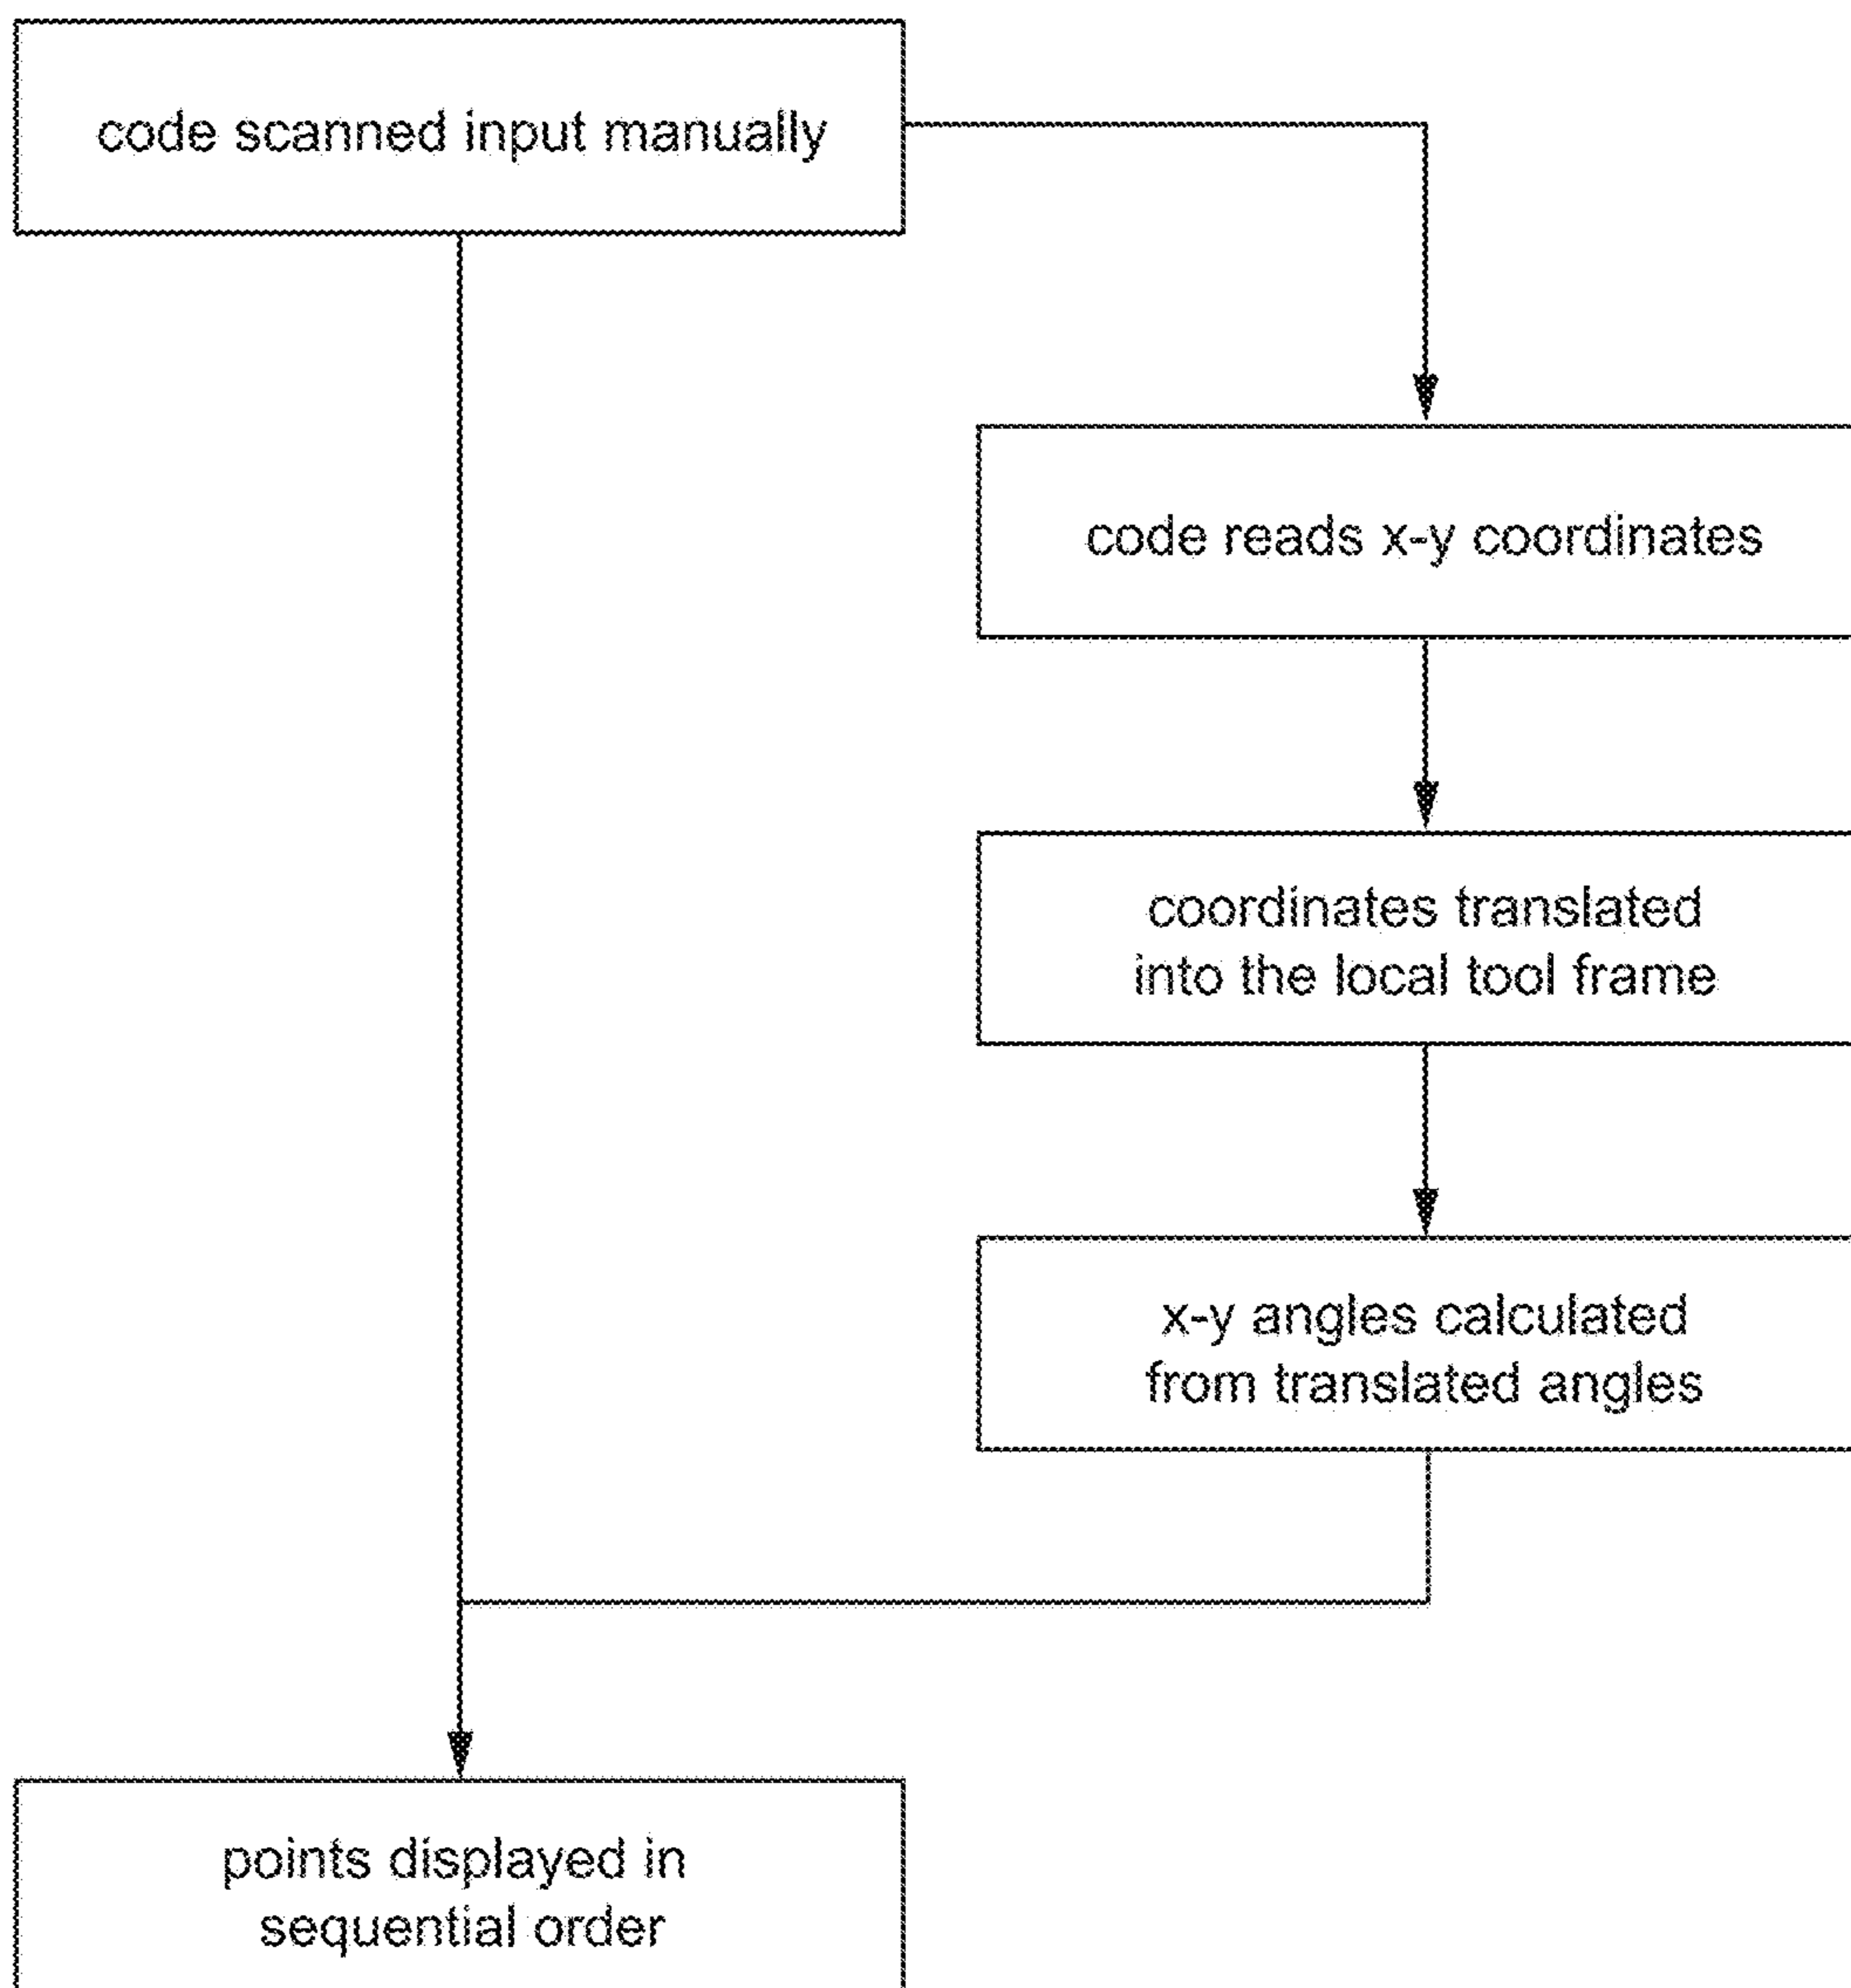 code scanned input manually
code reads x-y coordinates
coordinates translated
into the local tool frame
x-y angles calculated
from translated angles
points displayed in
sequential order